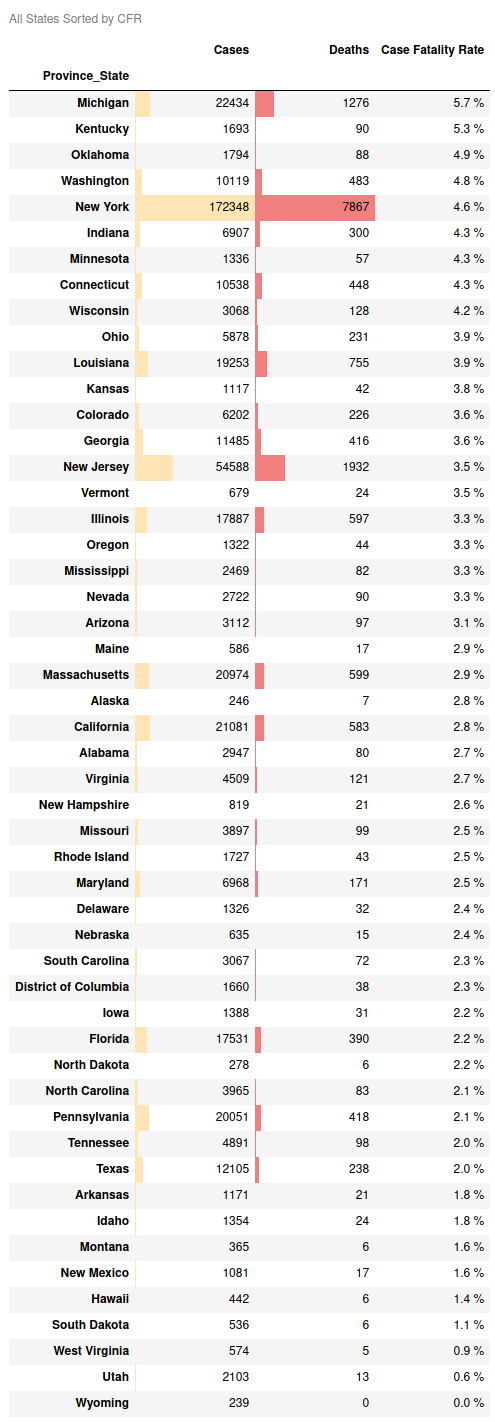 All States Sorted by CFR
Cases Deaths Case Fatality Rate
Province_State
Michigan 22434 1276 5.7 %
Kentucky 1693 90 5.3 %
Oklahoma 1794 88 4.9 %
Washington 10119 483 4.8 %
New York 172348 7867 4.6 %
Indiana 6907 300 4.3 %
Minnesota 1336 57 4.3 %
Connecticut 10538 448 4.3 %
Wisconsin 3068 128 4.2 %
Ohio 5878 231 3.9 %
Louisiana 19253 755 3.9 %
Kansas 1117 42 3.8 %
Colorado 6202 226 3.6 %
Georgia 11485 416 3.6 %
New Jersey 54588 1932 3.5 %
Vermont 679 24 3.5 %
Illinois 17887 597 3.3 %
Oregon 1322 44 3.3 %
Mississippi 2469 82 3.3 %
Nevada 2722 90 3.3 %
Arizona 3112 97 3.1 %
Maine 586 17 2.9 %
Massachusetts 20974 599 2.9 %
Alaska 246 7 2.8 %
California 21081 583 2.8 %
Alabama 2947 80 2.7 %
Virginia 4509 121 2.7 %
New Hampshire 819 21 2.6 %
Missouri 3897 99 2.5 %
Rhode Island 1727 43 2.5 %
Maryland 6968 171 2.5 %
Delaware 1326 32 2.4 %
Nebraska 635 15 2.4 %
South Carolina 3067 72 2.3 %
District of Columbia 1660 38 2.3 %
Iowa 1388 31 2.2 %
Florida 17531 390 2.2 %
North Dakota 278 6 2.2 %
North Carolina 3965 83 2.1 %
Pennsylvania 20051 418 2.1 %
Tennessee 4891 98 2.0 %
Texas 12105 238 2.0 %
Arkansas 1171 21 1.8 %
Idaho 1354 24 1.8 %
Montana 365 6 1.6 %
New Mexico 1081 17 1.6 %
Hawaii 442 6 1.4 %
South Dakota 536 6 1.1 %
West Virginia 574 5 0.9 %
Utah 2103 13 0.6 %
Wyoming 239 0 0.0 %